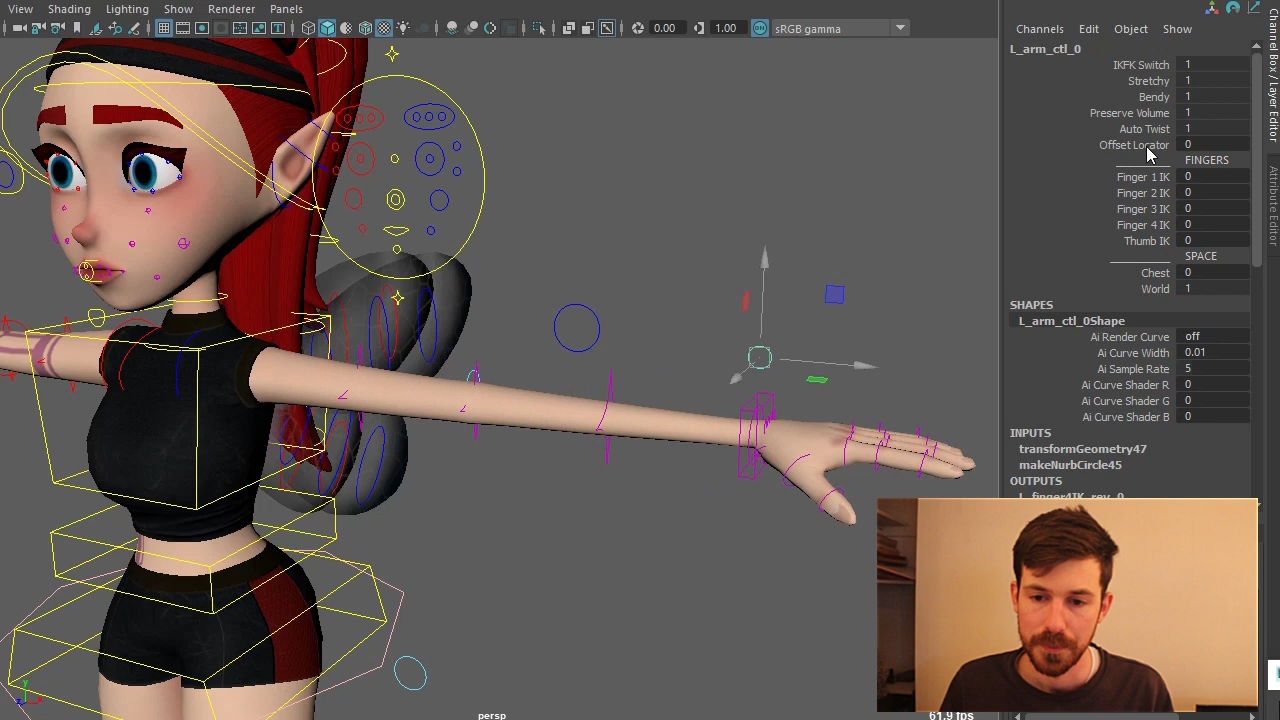 View Shading Lighting Show Renderer Panels
0.00 1.00 ON sRGB gamma
Channels Edit Object Show
L_arm_ctl_0
IKFK Switch 1
Stretchy 1
Bendy 1
Preserve Volume 1
Auto Twist 1
Offset Locator 0
FINGERS
Finger 1 IK 0
Finger 2 IK 0
Finger 3 IK 0
Finger 4 IK 0
Thumb IK 0
SPACE
Chest 0
World 1
SHAPES
L_arm_ctl_0Shape
Ai Render Curve off
Ai Curve Width 0.01
Ai Sample Rate 5
Ai Curve Shader R 0
Ai Curve Shader G 0
Ai Curve Shader B 0
INPUTS
transformGeometry47
makeNurbCircle45
OUTPUTS
L_finger4IK_rev_0
Channel Box / Layer Editor
Attribute Editor
persp
61.9 fps